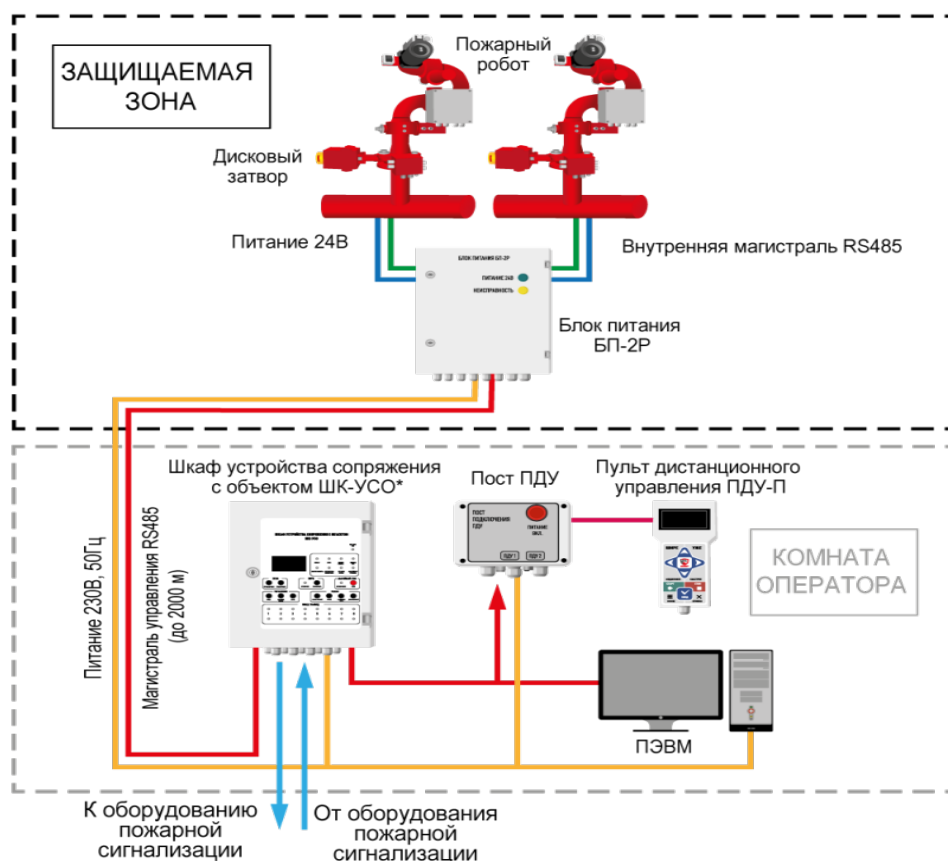 ЗАЩИЩАЕМАЯ
ЗОНА
Пожарный
робот
Дисковый
затвор
Питание 24В
Внутренняя магистраль RS485
БЛОК ПИТАНИЯ БП-2Р
ПИТАНИЕ 24В
НЕИСПРАВНОСТЬ
Блок питания
БП-2Р
Питание 230В, 50Гц
Магистраль управления RS485
(до 2000 м)
Шкаф устройства сопряжения
с объектом ШК-УСО*
Пост ПДУ
ПОСТ
ПОДКЛЮЧЕНИЯ
ПДУ
ПИТАНИЕ
ВКЛ.
ПДУ 1
ПДУ 2
Пульт дистанционного
управления ПДУ-П
КОМНАТА
ОПЕРАТОРА
ПЭВМ
К оборудованию
пожарной
сигнализации
От оборудования
пожарной
сигнализации